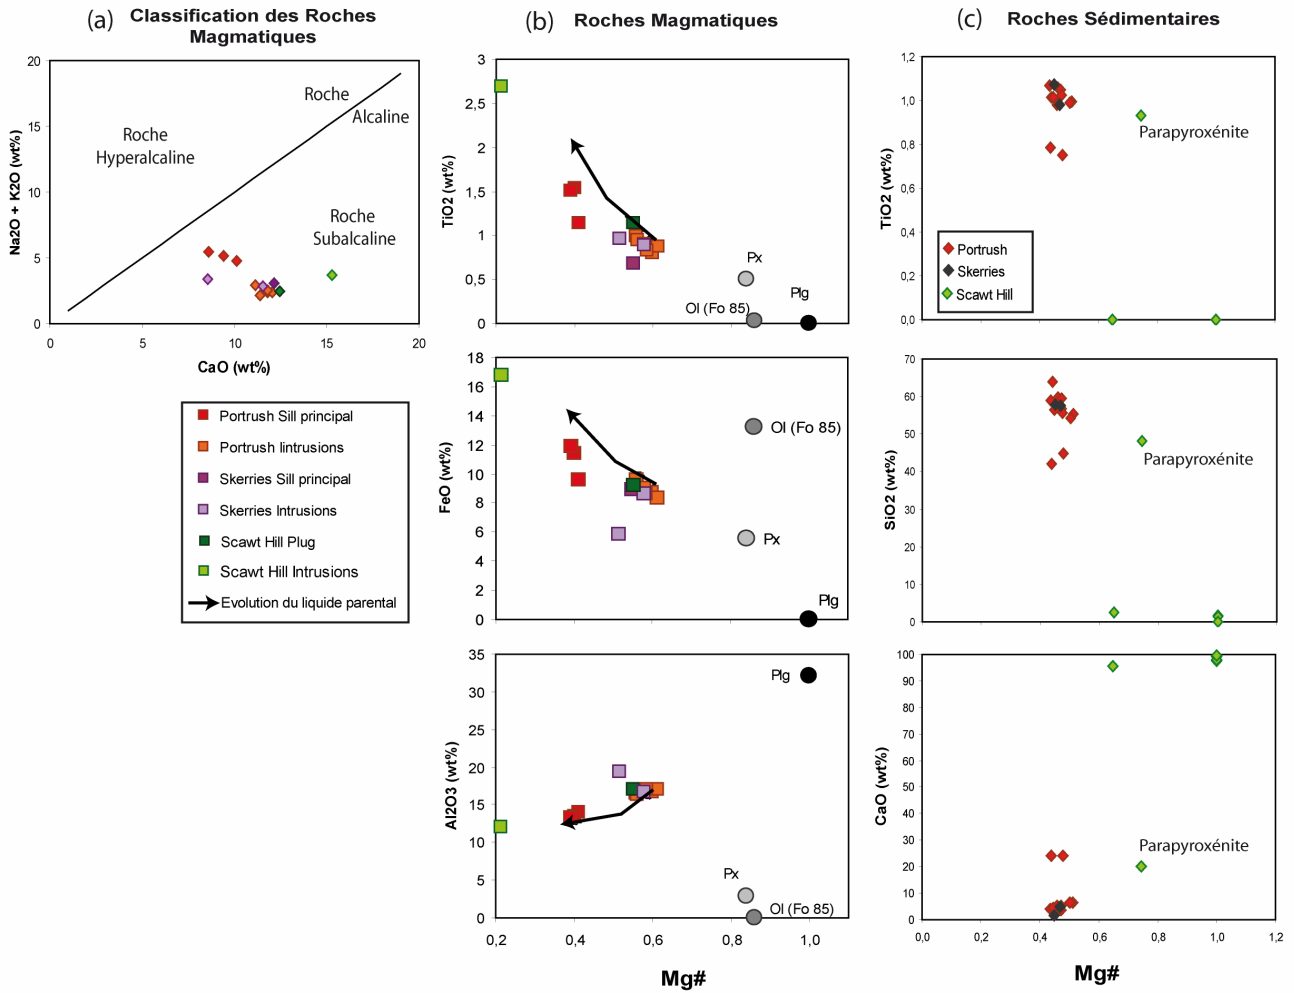 (a)
Classification des Roches
Magmatiques
20
15
10
5
0
0
5
10
15
20
Na2O + K2O (wt%)
CaO (wt%)
Roche
Hyperalcaline
Roche
Alcaline
Roche
Subalcaline
Portrush Sill principal
Portrush Iintrusions
Skerries Sill principal
Skerries Intrusions
Scawt Hill Plug
Scawt Hill Intrusions
Evolution du liquide parental
(b)
Roches Magmatiques
3
2,5
2
1,5
1
0,5
0
TiO2 (wt%)
Px
Ol (Fo 85)
Plg
18
16
14
12
10
8
6
4
2
0
FeO (wt%)
Ol (Fo 85)
Px
Plg
35
30
25
20
15
10
5
0
Al2O3 (wt%)
Plg
Px
Ol (Fo 85)
0,2
0,4
0,6
0,8
1,0
Mg#
(c)
Roches Sédimentaires
1,2
1,0
0,8
0,6
0,4
0,2
0,0
TiO2 (wt%)
Parapyroxénite
Portrush
Skerries
Scawt Hill
70
60
50
40
30
20
10
0
SiO2 (wt%)
Parapyroxénite
100
90
80
70
60
50
40
30
20
10
0
CaO (wt%)
Parapyroxénite
0,0
0,2
0,4
0,6
0,8
1,0
1,2
Mg#